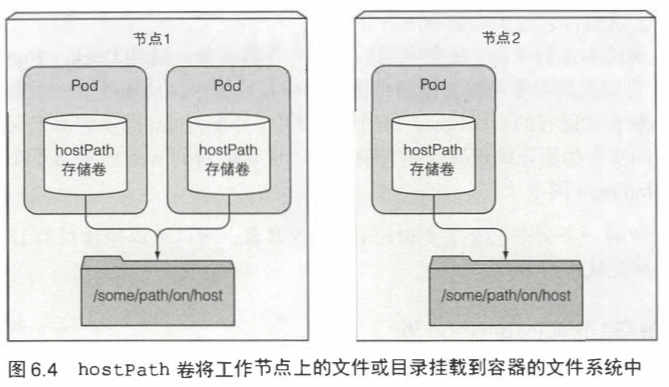 节点1
Pod
Pod
hostPath
存储卷
hostPath
存储卷
/some/path/on/host
节点2
Pod
hostPath
存储卷
/some/path/on/host
图 6.4 hostPath 卷将工作节点上的文件或目录挂载到容器的文件系统中